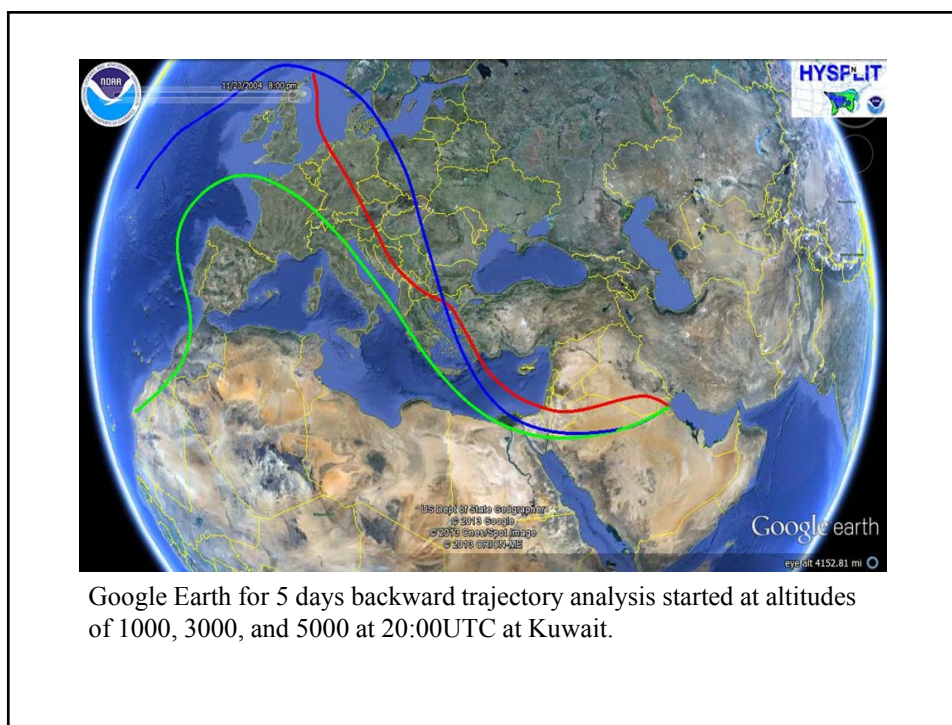 NOAA
11/23/2004 8:00 pm
HYSPLIT
US Dept of State Geographer
© 2013 Google
© 2013 Cnes/Spot Image
© 2013 ORION-ME
Google earth
eye alt 4152.81 mi
Google Earth for 5 days backward trajectory analysis started at altitudes
of 1000, 3000, and 5000 at 20:00UTC at Kuwait.